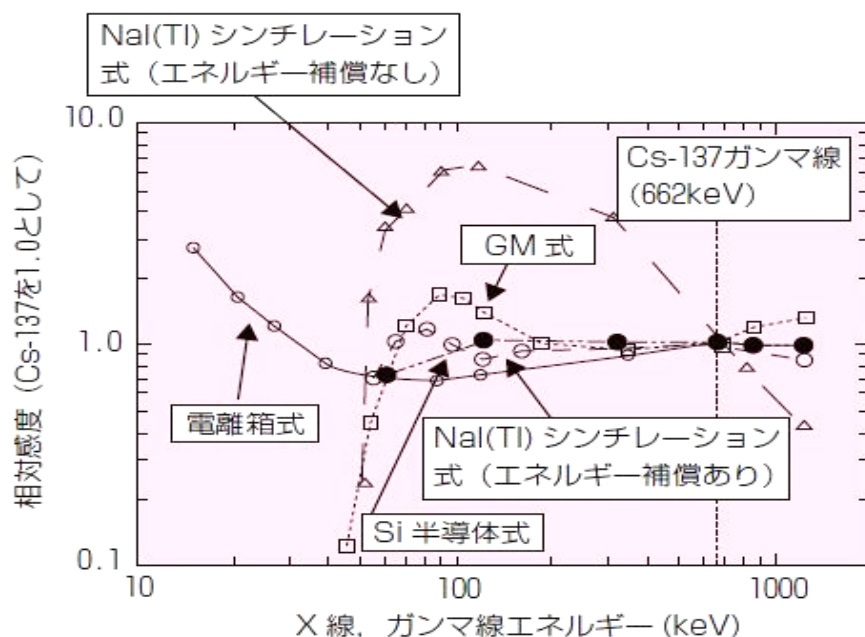 NaI(Tl) シンチレーション
式（エネルギー補償なし）
10.0
Cs-137ガンマ線
(662keV)
GM 式
相対感度（Cs-137を1.0として）
1.0
電離箱式
NaI(Tl) シンチレーション
式（エネルギー補償あり）
Si 半導体式
0.1
10
100
1000
X 線，ガンマ線エネルギー (keV)